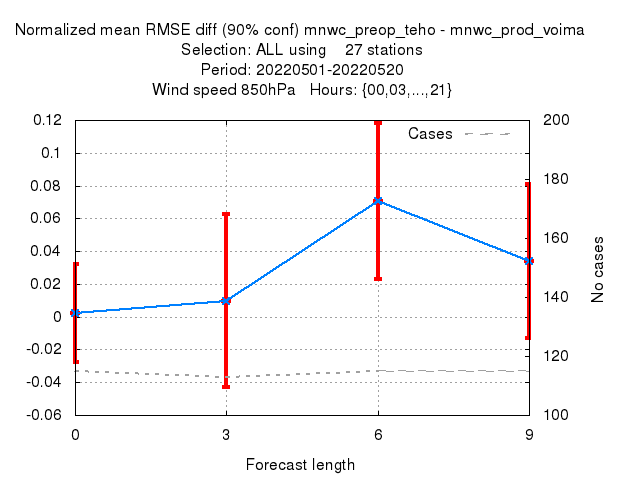 Normalized mean RMSE diff (90% conf) mnwc_preop_teho - mnwc_prod_voima
Selection: ALL using 27 stations
Period: 20220501-20220520
Wind speed 850hPa Hours: {00,03,...,21}
0.12
0.1
0.08
0.06
0.04
0.02
0
-0.02
-0.04
-0.06
Cases
200
180
160
140
120
100
No cases
0
3
6
9
Forecast length